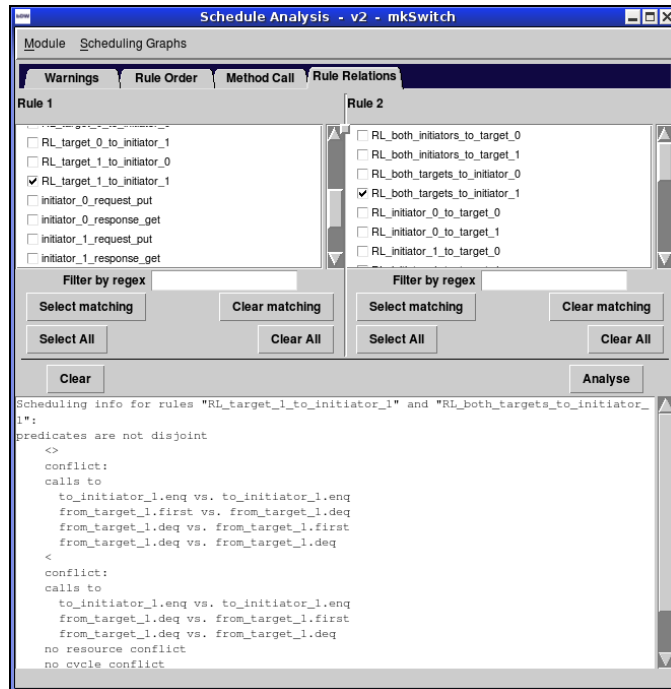 Schedule Analysis - v2 - mkSwitch
Module Scheduling Graphs
Warnings Rule Order Method Call Rule Relations
Rule 1
RL_target_0_to_initiator_1
RL_target_1_to_initiator_0
RL_target_1_to_initiator_1
initiator_0_request_put
initiator_0_response_get
initiator_1_request_put
initiator_1_response_get
Filter by regex
Select matching Clear matching
Select All Clear All
Rule 2
RL_both_initiators_to_target_0
RL_both_initiators_to_target_1
RL_both_targets_to_initiator_0
RL_both_targets_to_initiator_1
RL_initiator_0_to_target_0
RL_initiator_0_to_target_1
RL_initiator_1_to_target_0
Filter by regex
Select matching Clear matching
Select All Clear All
Clear Analyse
Scheduling info for rules "RL_target_1_to_initiator_1" and "RL_both_targets_to_initiator_
1":
predicates are not disjoint
<>
conflict:
calls to
to_initiator_1.enq vs. to_initiator_1.enq
from_target_1.first vs. from_target_1.deq
from_target_1.deq vs. from_target_1.first
from_target_1.deq vs. from_target_1.deq
<
conflict:
calls to
to_initiator_1.enq vs. to_initiator_1.enq
from_target_1.deq vs. from_target_1.first
from_target_1.deq vs. from_target_1.deq
no resource conflict
no cycle conflict